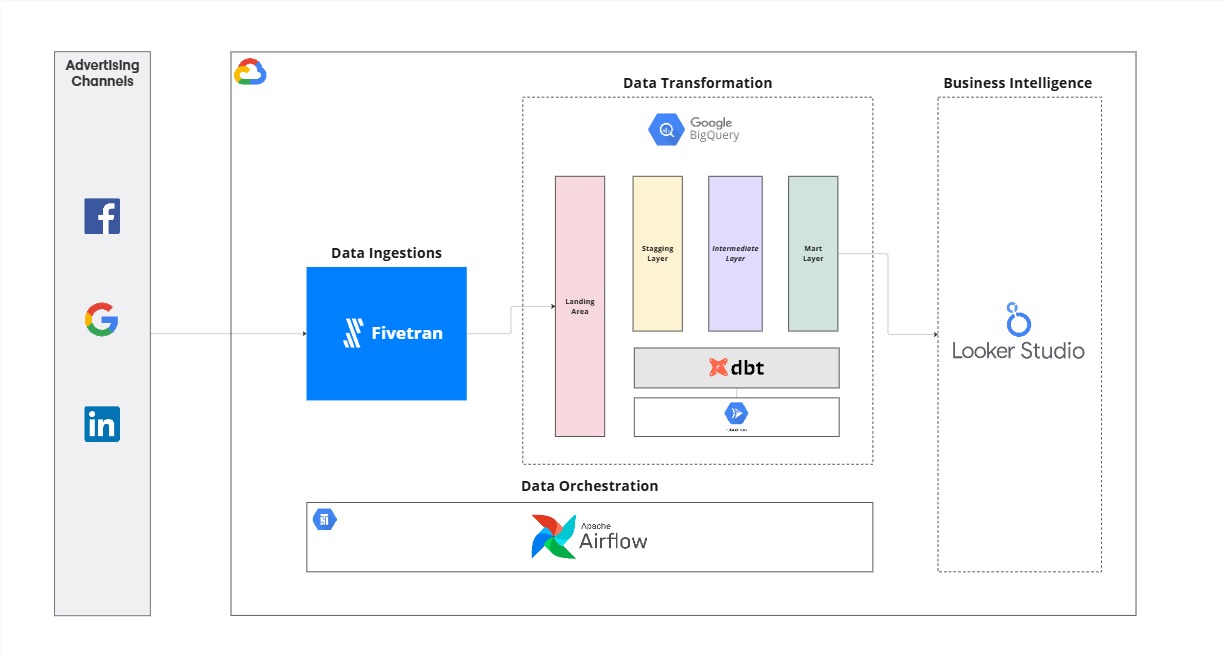 Advertising
Channels
Data Transformation
Business Intelligence
Google
BigQuery
Data Ingestions
Fivetran
Landing
Area
Stagging
Layer
Intermediate
Layer
Mart
Layer
dbt
Looker Studio
in
Data Orchestration
Apache
Airflow